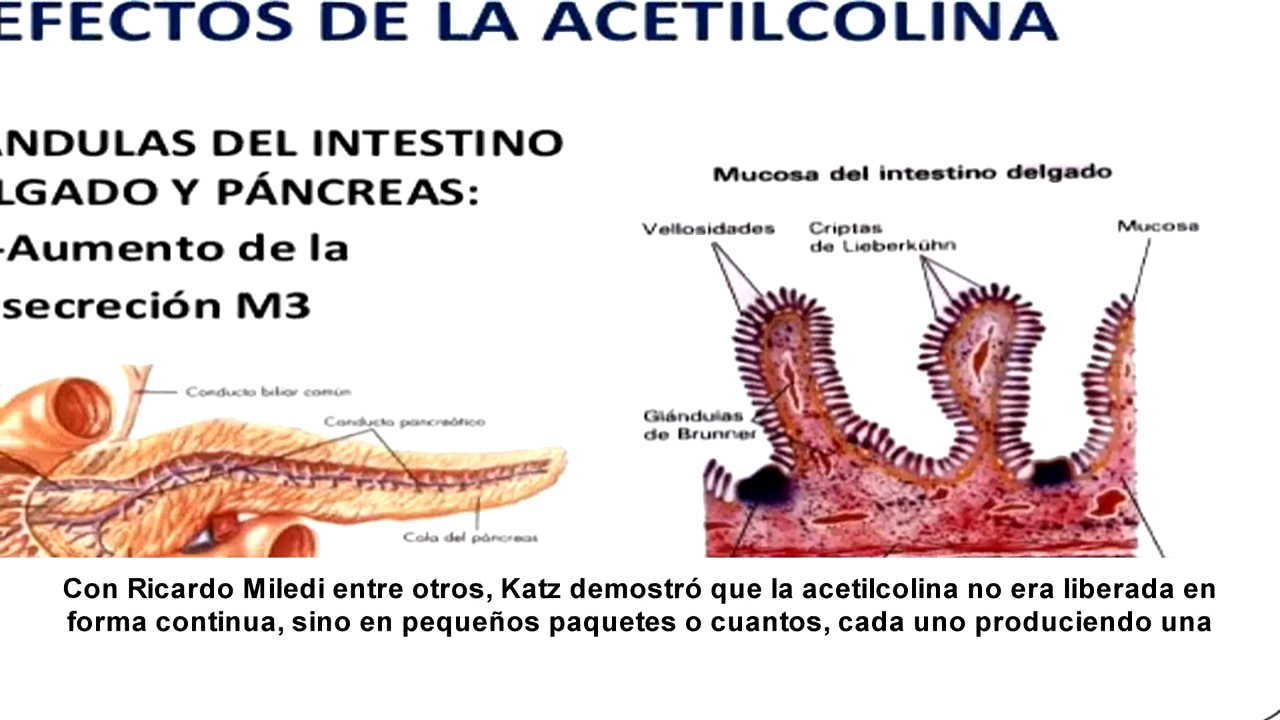 EFECTOS DE LA ACETILCOLINA
ÁNDULAS DEL INTESTINO
LGADO Y PÁNCREAS:
-Aumento de la
secreción M3
Mucosa del intestino delgado
Vellosidades
Criptas
de Lieberkühn
Mucosa
Glándulas
de Brunner
Conducto biliar común
Conducto pancreático
Cola del páncreas
Con Ricardo Miledi entre otros, Katz demostró que la acetilcolina no era liberada en
forma continua, sino en pequeños paquetes o cuantos, cada uno produciendo una